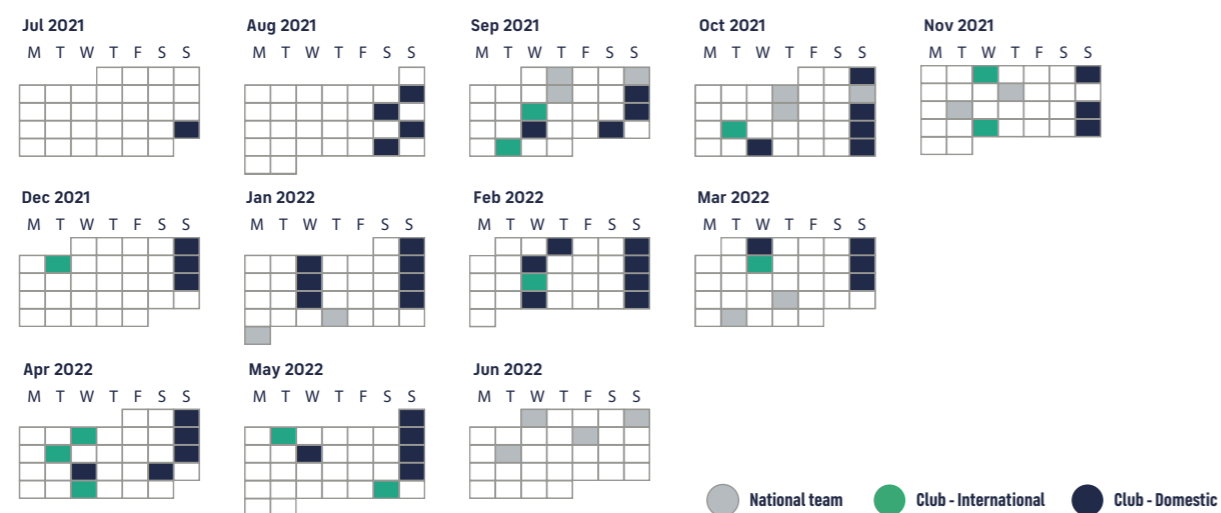 Jul 2021
M T W T F S S
Aug 2021
M T W T F S S
Sep 2021
M T W T F S S
Oct 2021
M T W T F S S
Nov 2021
M T W T F S S
Dec 2021
M T W T F S S
Jan 2022
M T W T F S S
Feb 2022
M T W T F S S
Mar 2022
M T W T F S S
Apr 2022
M T W T F S S
May 2022
M T W T F S S
Jun 2022
M T W T F S S
National team
Club - International
Club - Domestic